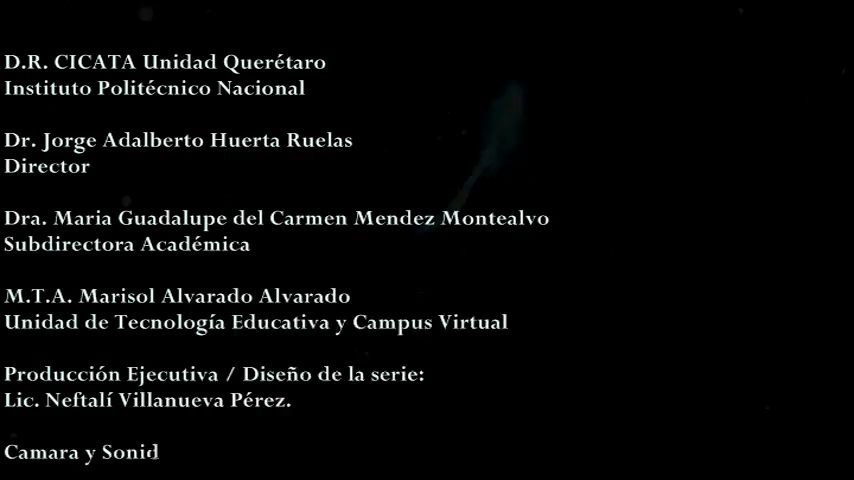 D.R. CICATA Unidad Querétaro
Instituto Politécnico Nacional
Dr. Jorge Adalberto Huerta Ruelas
Director
Dra. Maria Guadalupe del Carmen Mendez Montealvo
Subdirectora Académica
M.T.A. Marisol Alvarado Alvarado
Unidad de Tecnología Educativa y Campus Virtual
Producción Ejecutiva / Diseño de la serie:
Lic. Neftalí Villanueva Pérez.
Camara y Sonid